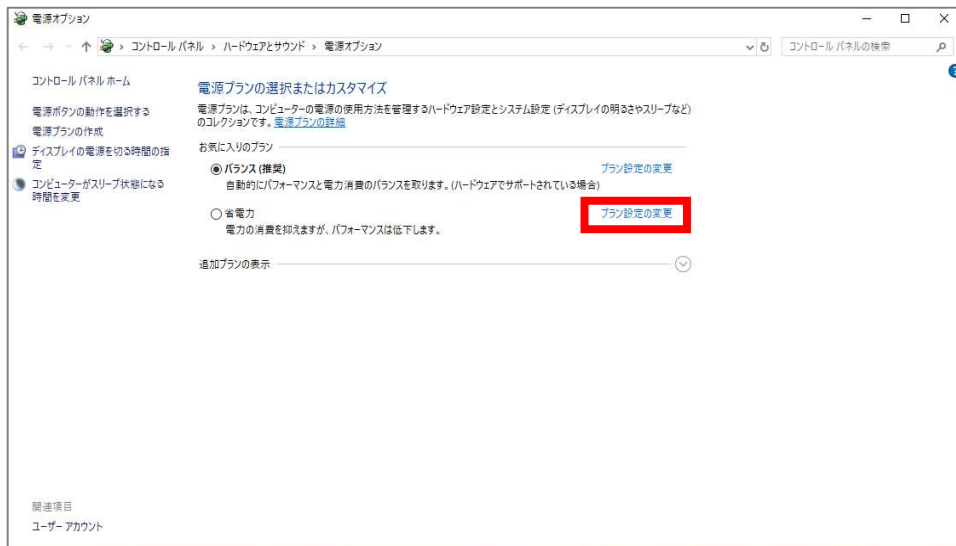 電源オプション
コントロール パネル › ハードウェアとサウンド › 電源オプション
コントロール パネルの検索
コントロール パネル ホーム
電源ボタンの動作を選択する
電源プランの作成
ディスプレイの電源を切る時間の指
定
コンピューターがスリープ状態になる
時間を変更
電源プランの選択またはカスタマイズ
電源プランは、コンピューターの電源の使用方法を管理するハードウェア設定とシステム設定 (ディスプレイの明るさやスリープなど)
のコレクションです。電源プランの詳細
お気に入りのプラン
バランス (推奨)
プラン設定の変更
自動的にパフォーマンスと電力消費のバランスを取ります。(ハードウェアでサポートされている場合)
省電力
プラン設定の変更
電力の消費を抑えますが、パフォーマンスは低下します。
追加プランの表示
関連項目
ユーザー アカウント